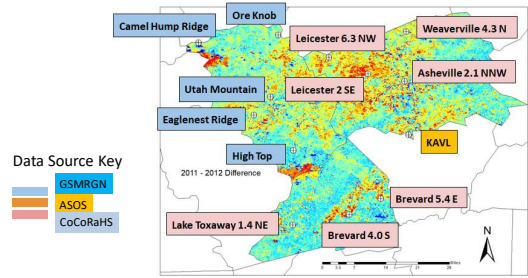 Ore Knob
Camel Hump Ridge
Leicester 6.3 NW
Weaverville 4.3 N
Asheville 2.1 NNW
Utah Mountain
Leicester 2 SE
Eaglenest Ridge
KAVL
High Top
Data Source Key
GSMRGN
ASOS
CoCoRaHS
2011 - 2012 Difference
Brevard 5.4 E
Lake Toxaway 1.4 NE
Brevard 4.0 S
N
Miles